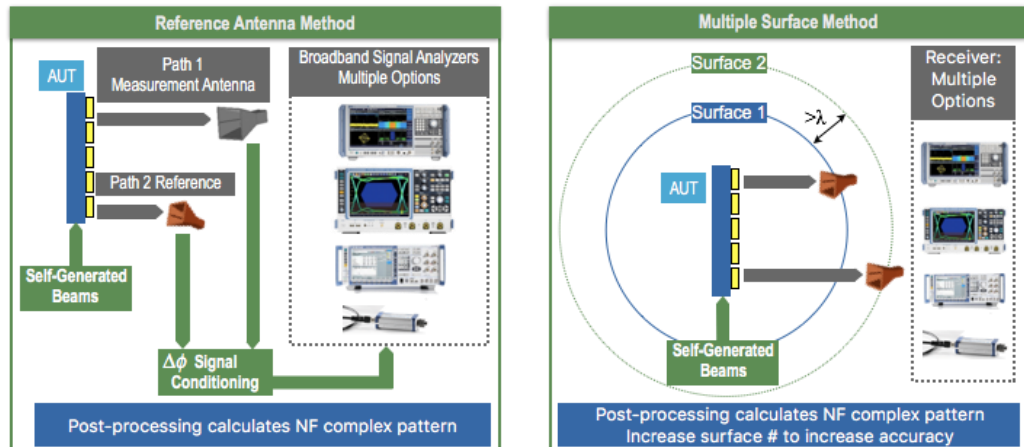 Reference Antenna Method
AUT
Path 1
Measurement Antenna
Broadband Signal Analyzers
Multiple Options
Path 2 Reference
Self-Generated
Beams
Δϕ Signal
Conditioning
Post-processing calculates NF complex pattern
Multiple Surface Method
Surface 2
Surface 1
>λ
Receiver:
Multiple
Options
AUT
Self-Generated
Beams
Post-processing calculates NF complex pattern
Increase surface # to increase accuracy